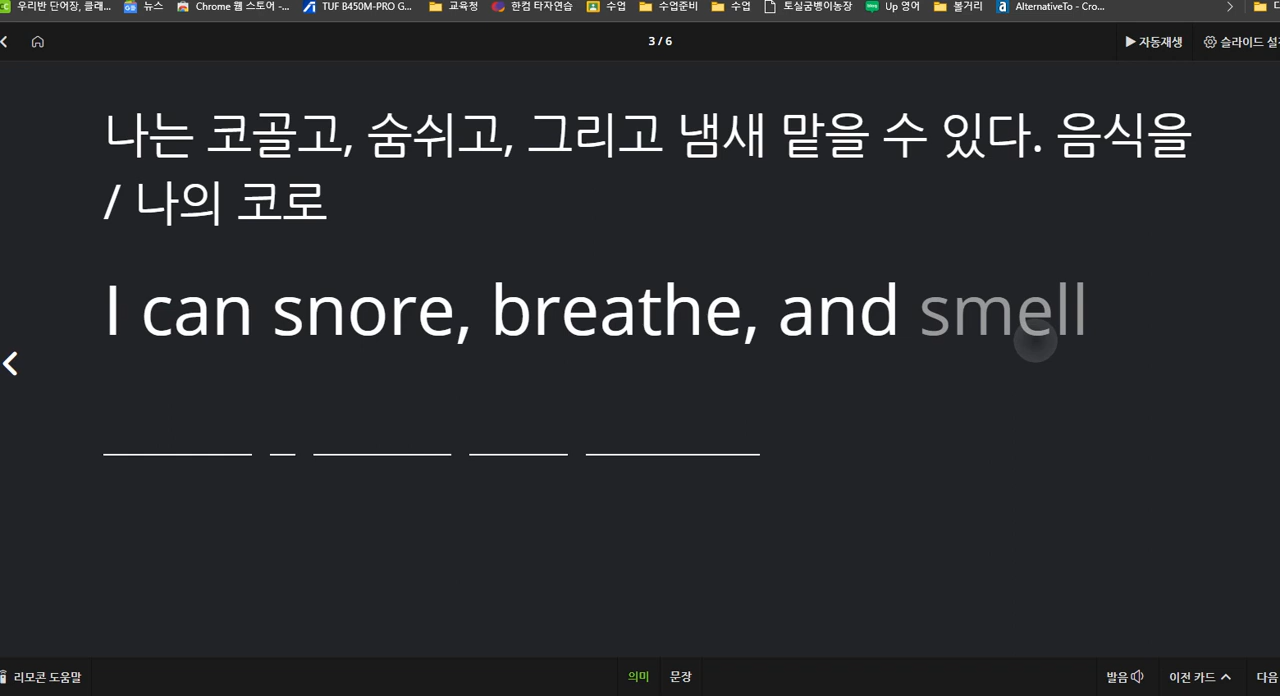 우리반 단어장, 클래... 뉴스 Chrome 웹 스토어 -... TUF B450M-PRO G... 교육청 한컴 타자연습 수업 수업준비 수업 토실굼벵이농장 Up 영어 볼거리 AlternativeTo - Cro...
3 / 6 자동재생 슬라이드
나는 코골고, 숨쉬고, 그리고 냄새 맡을 수 있다. 음식을
/ 나의 코로
I can snore, breathe, and smell
리모콘 도움말 의미 문장 발음 이전 카드 다음